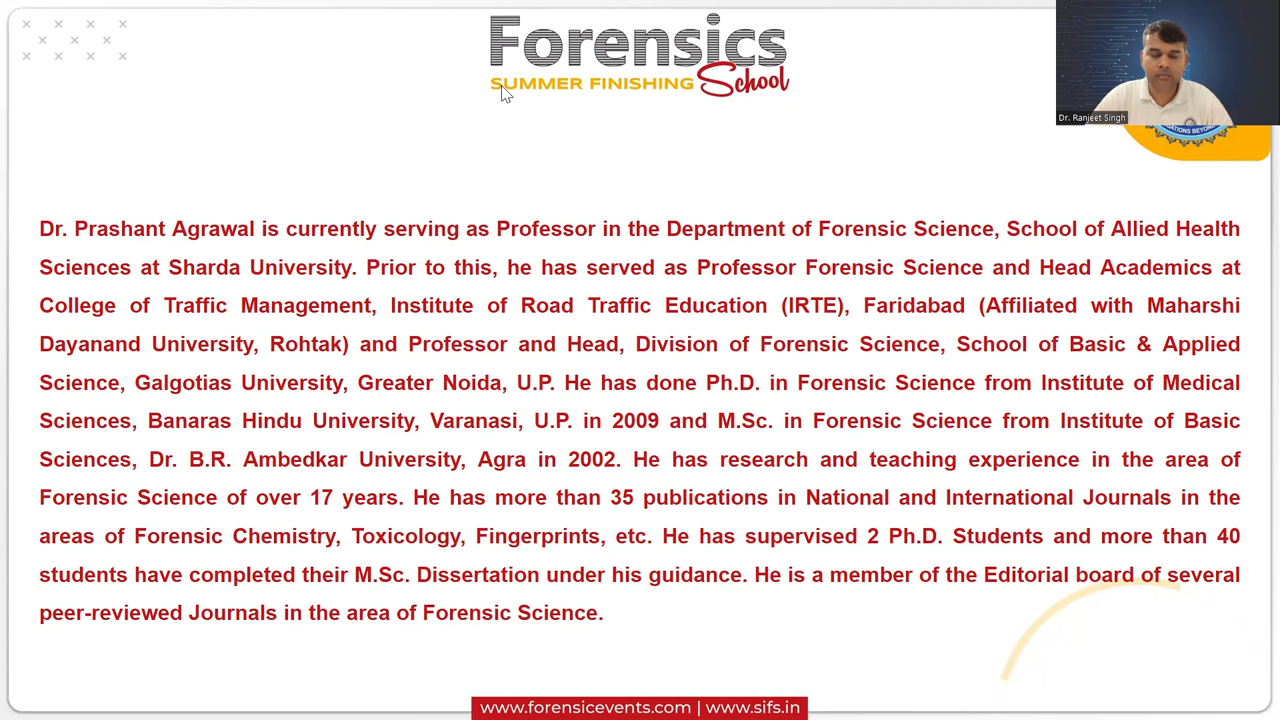 Forensics
SUMMER FINISHING School
Dr. Ranjeet Singh
Dr. Prashant Agrawal is currently serving as Professor in the Department of Forensic Science, School of Allied Health
Sciences at Sharda University. Prior to this, he has served as Professor Forensic Science and Head Academics at
College of Traffic Management, Institute of Road Traffic Education (IRTE), Faridabad (Affiliated with Maharshi
Dayanand University, Rohtak) and Professor and Head, Division of Forensic Science, School of Basic & Applied
Science, Galgotias University, Greater Noida, U.P. He has done Ph.D. in Forensic Science from Institute of Medical
Sciences, Banaras Hindu University, Varanasi, U.P. in 2009 and M.Sc. in Forensic Science from Institute of Basic
Sciences, Dr. B.R. Ambedkar University, Agra in 2002. He has research and teaching experience in the area of
Forensic Science of over 17 years. He has more than 35 publications in National and International Journals in the
areas of Forensic Chemistry, Toxicology, Fingerprints, etc. He has supervised 2 Ph.D. Students and more than 40
students have completed their M.Sc. Dissertation under his guidance. He is a member of the Editorial board of several
peer-reviewed Journals in the area of Forensic Science.
www.forensicevents.com | www.sifs.in